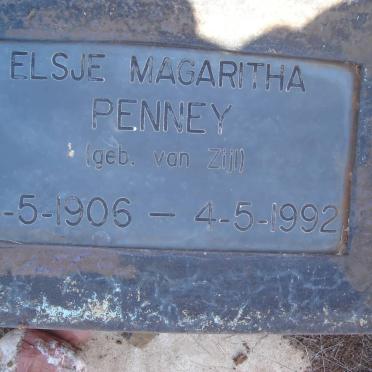 ELSJE MAGARITHA
PENNEY
(geb. van Zijl)
-5-1906 — 4-5-1992